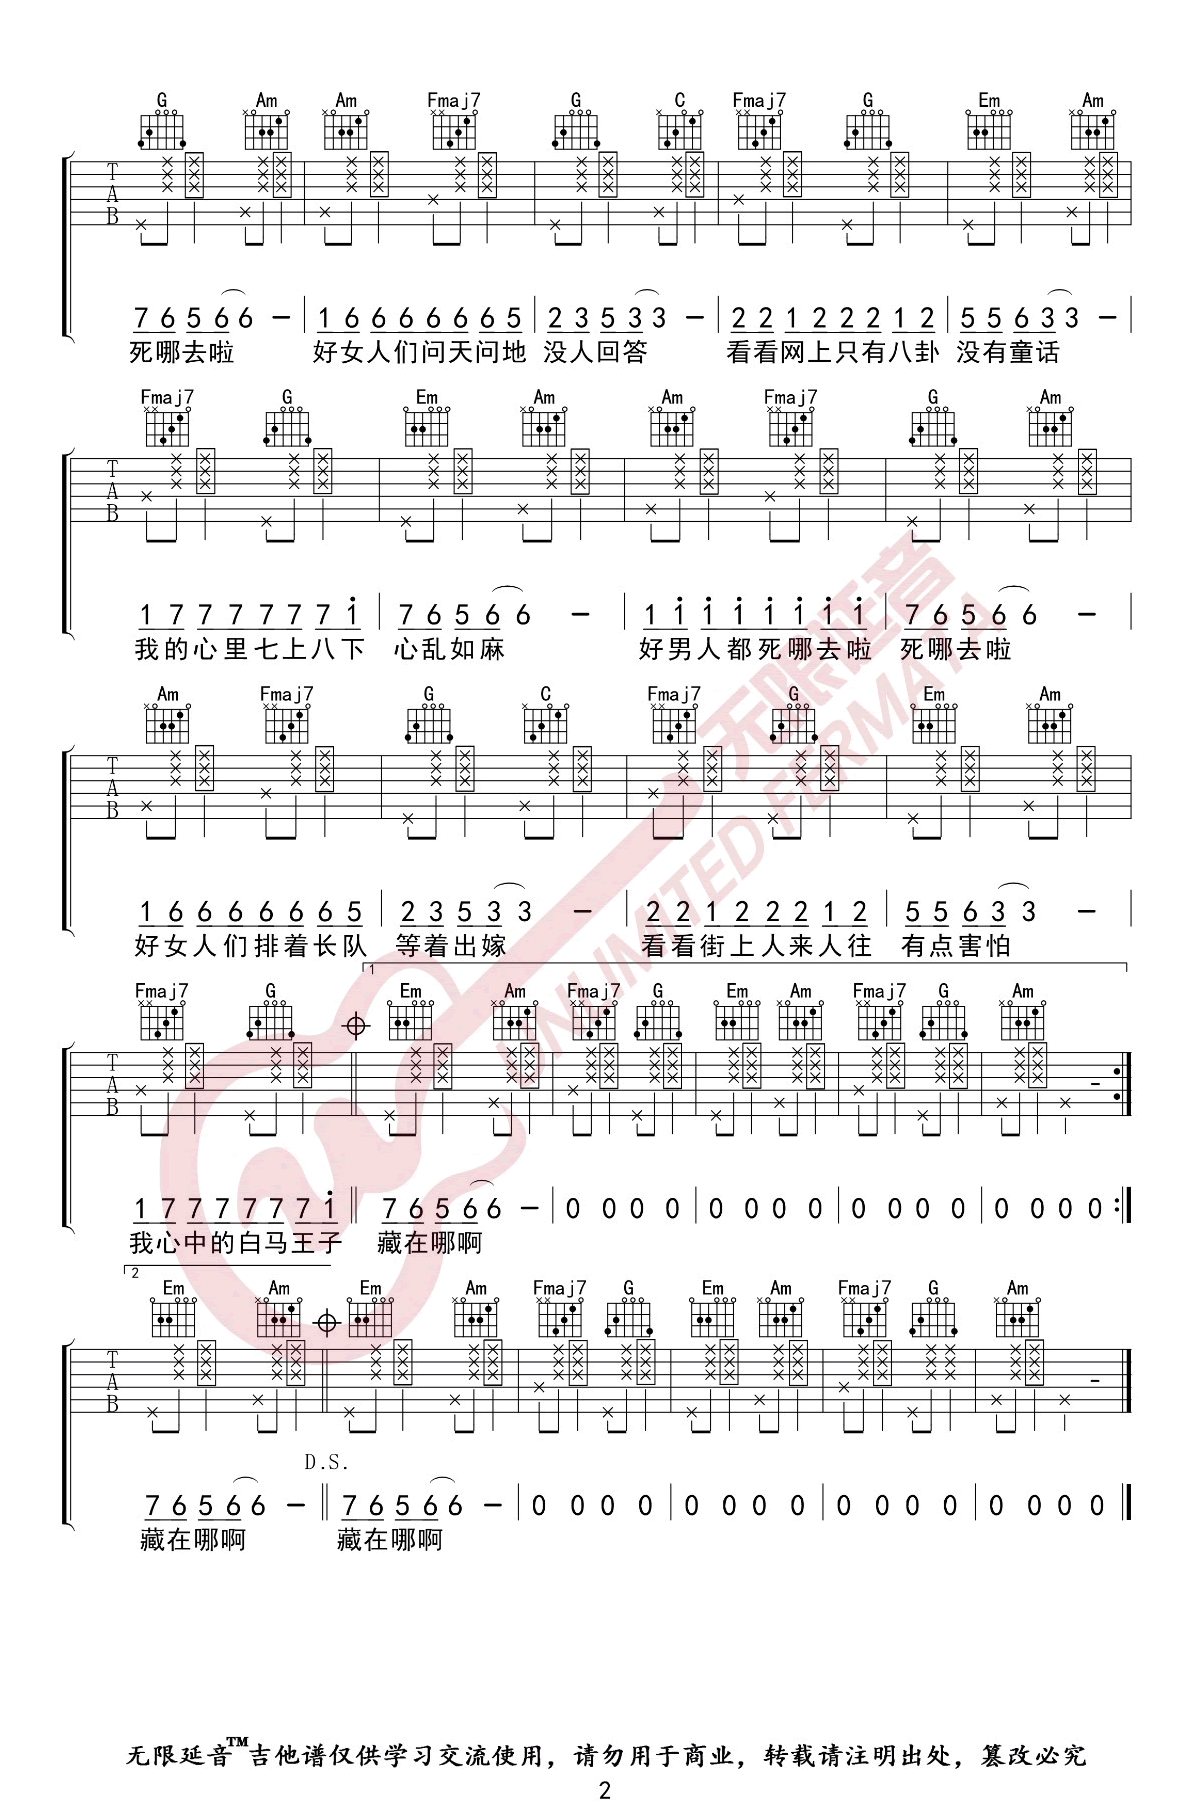 G Am Am Fmaj7 G C Fmaj7 G Em Am
T
A
B
7 6 5 6 6 － | 1 6 6 6 6 6 6 5 | 2 3 5 3 3 － | 2 2 1 2 2 2 1 2 | 5 5 6 3 3 － |
死哪去啦 好女人们问天问地 没人回答 看看网上只有八卦 没有童话
Fmaj7 G Em Am Am Fmaj7 G Am
T
A
B
1 7 7 7 7 7 7 1 | 7 6 5 6 6 － | 1 1 1 1 1 1 1 1 | 7 6 5 6 6 － |
我的心里七上八下 心乱如麻 好男人都死哪去啦 死哪去啦
Am Fmaj7 G C Fmaj7 G Em Am
T
A
B
1 6 6 6 6 6 6 5 | 2 3 5 3 3 － | 2 2 1 2 2 2 1 2 | 5 5 6 3 3 － |
好女人们排着长队 等着出嫁 看看街上人来人往 有点害怕
1
Fmaj7 G Em Am Fmaj7 G Em Am Fmaj7 G Am
T
A
B
1 7 7 7 7 7 7 1 || 7 6 5 6 6 － | 0 0 0 0 | 0 0 0 0 | 0 0 0 0 | 0 0 0 0 :||
我心中的白马王子 藏在哪啊
2
Em Am Em Am Fmaj7 G Em Am Fmaj7 G Am
T
A
B
D.S.
7 6 5 6 6 － || 7 6 5 6 6 － | 0 0 0 0 | 0 0 0 0 | 0 0 0 0 | 0 0 0 0 ||
藏在哪啊 藏在哪啊
无限延音
UNLIMITED FERMATA
无限延音™吉他谱仅供学习交流使用，请勿用于商业，转载请注明出处，篡改必究
2